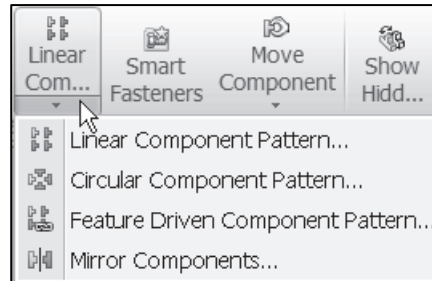 Linear
Com...
Smart
Fasteners
Move
Component
Show
Hidd...
Linear Component Pattern...
Circular Component Pattern...
Feature Driven Component Pattern...
Mirror Components...